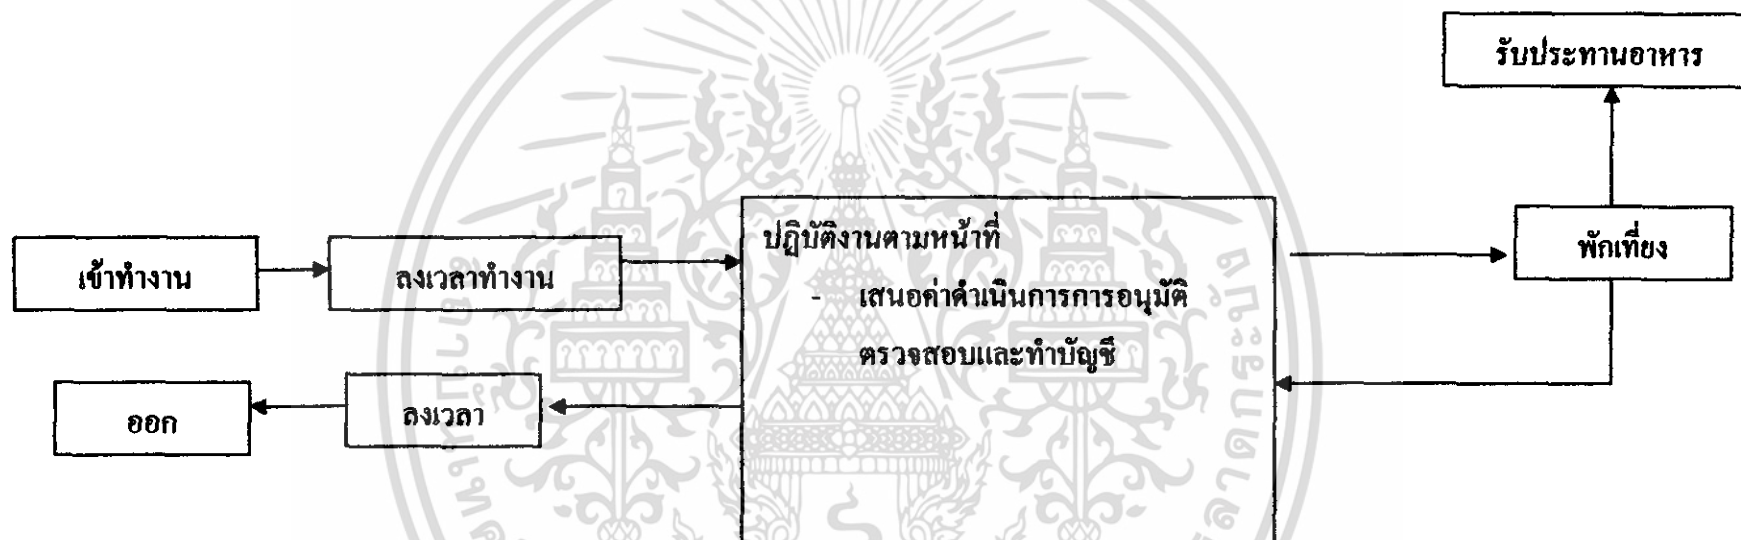 รับประทานอาหาร
เข้าทำงาน
ลงเวลาทำงาน
ปฏิบัติงานตามหน้าที่
- เสนอค่าดำเนินการการอนุมัติ
ตรวจสอบและทำบัญชี
พักเที่ยง
ออก
ลงเวลา